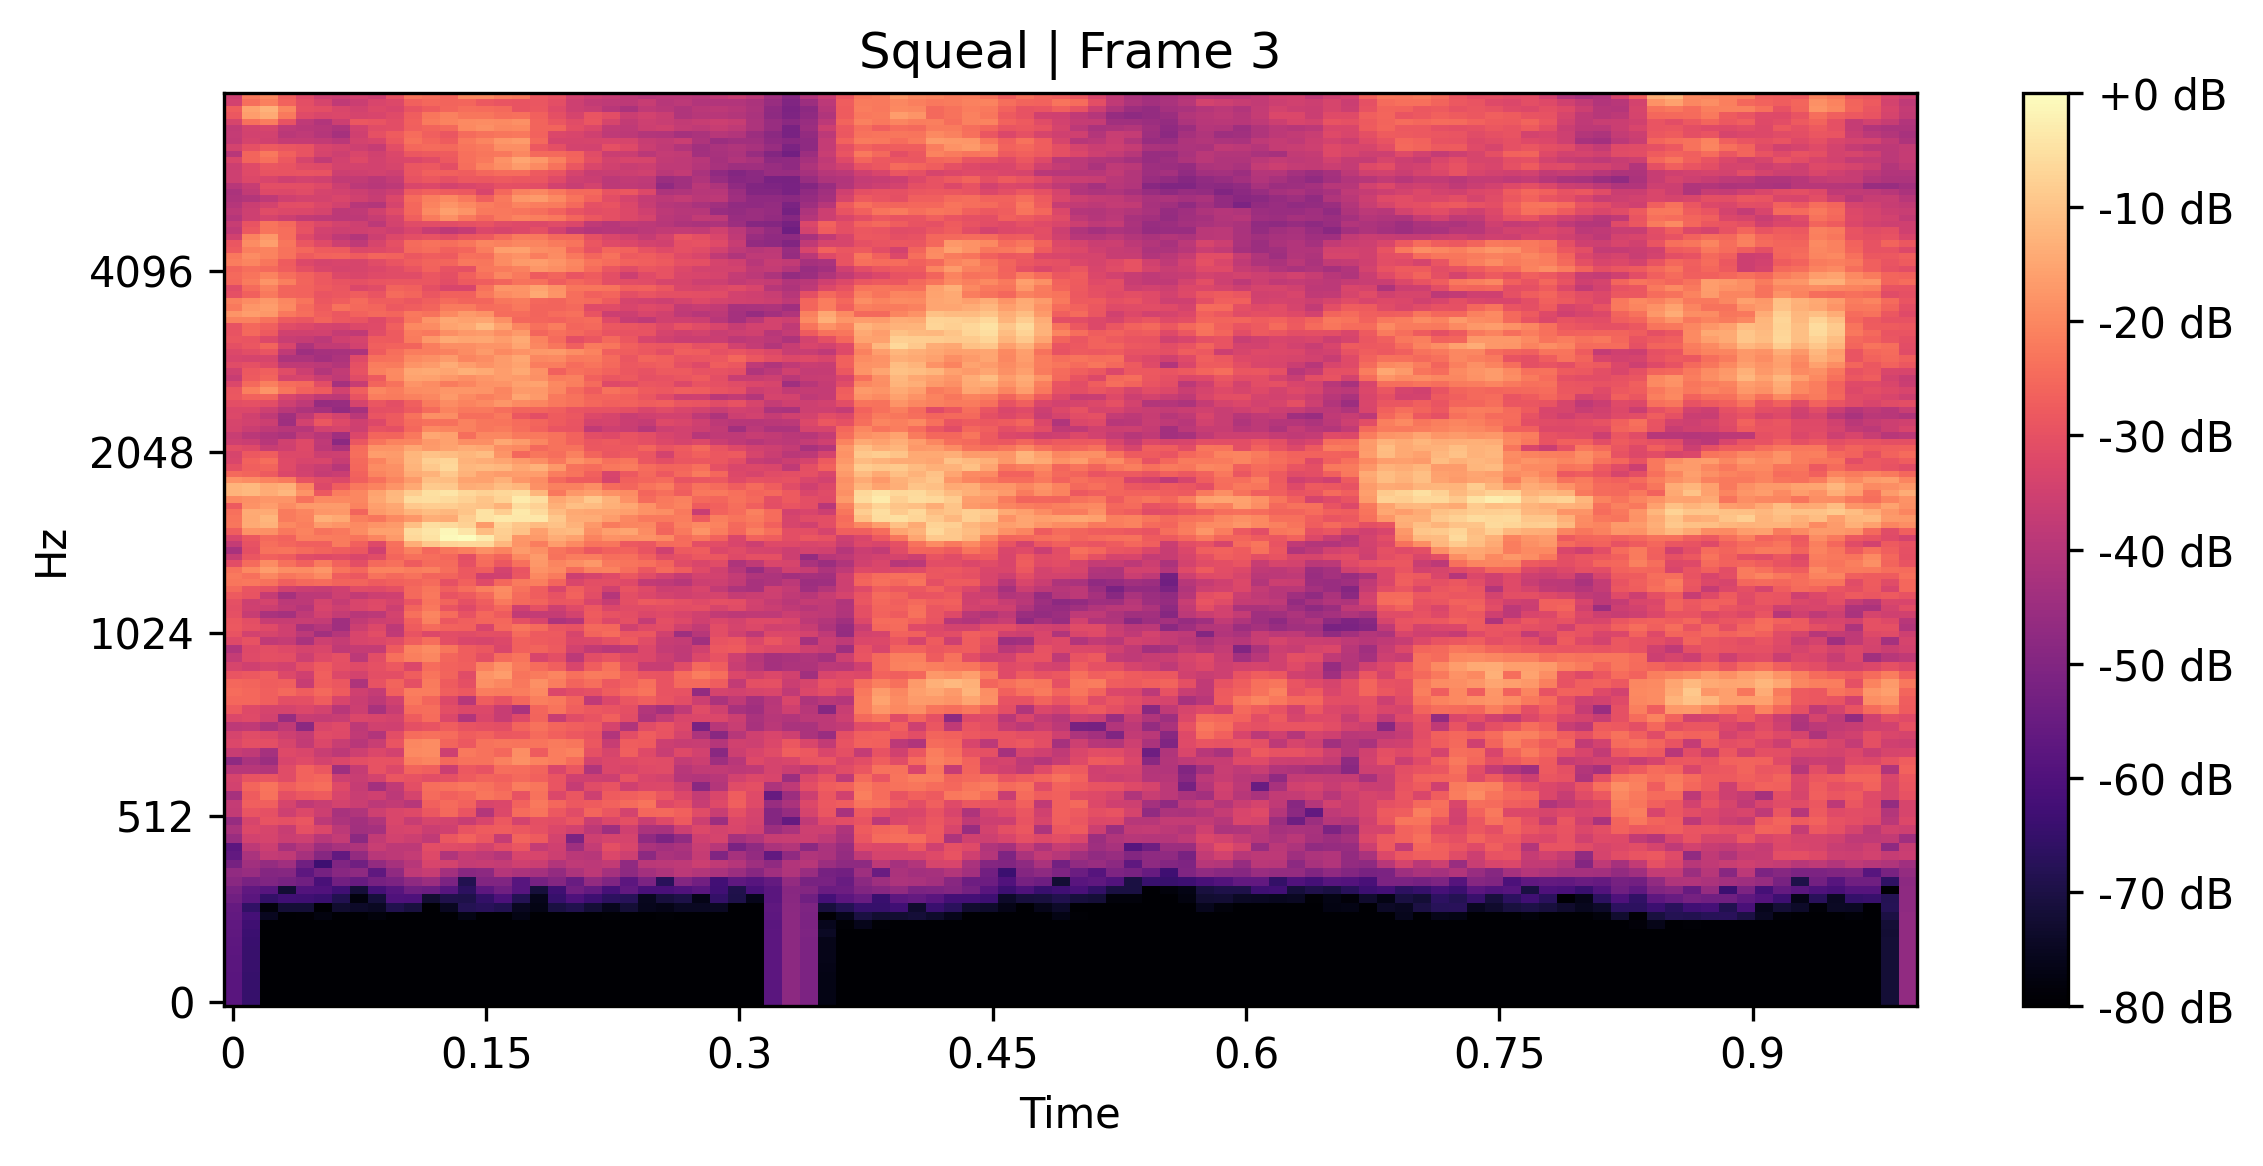 Squeal | Frame 3
+0 dB
-10 dB
-20 dB
-30 dB
-40 dB
-50 dB
-60 dB
-70 dB
-80 dB
Hz
4096
2048
1024
512
0
0 0.15 0.3 0.45 0.6 0.75 0.9
Time